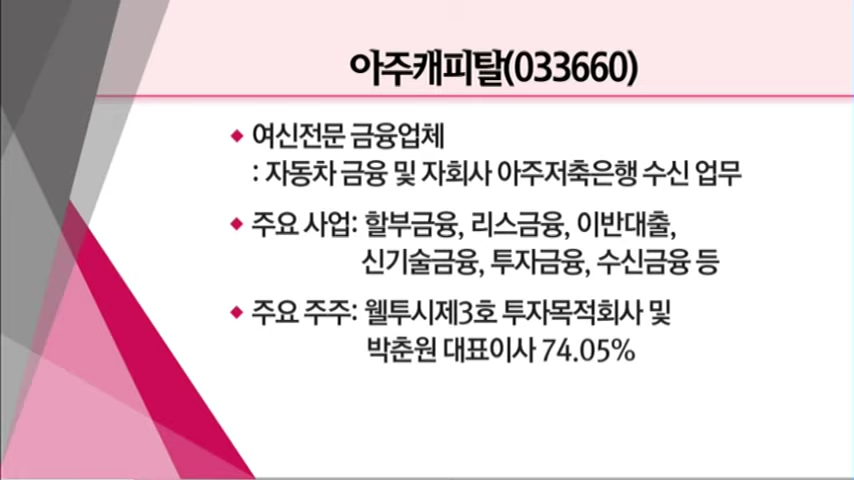 아주캐피탈(033660)
◆ 여신전문 금융업체
: 자동차 금융 및 자회사 아주저축은행 수신 업무
◆ 주요 사업: 할부금융, 리스금융, 이반대출,
신기술금융, 투자금융, 수신금융 등
◆ 주요 주주: 웰투시제3호 투자목적회사 및
박춘원 대표이사 74.05%